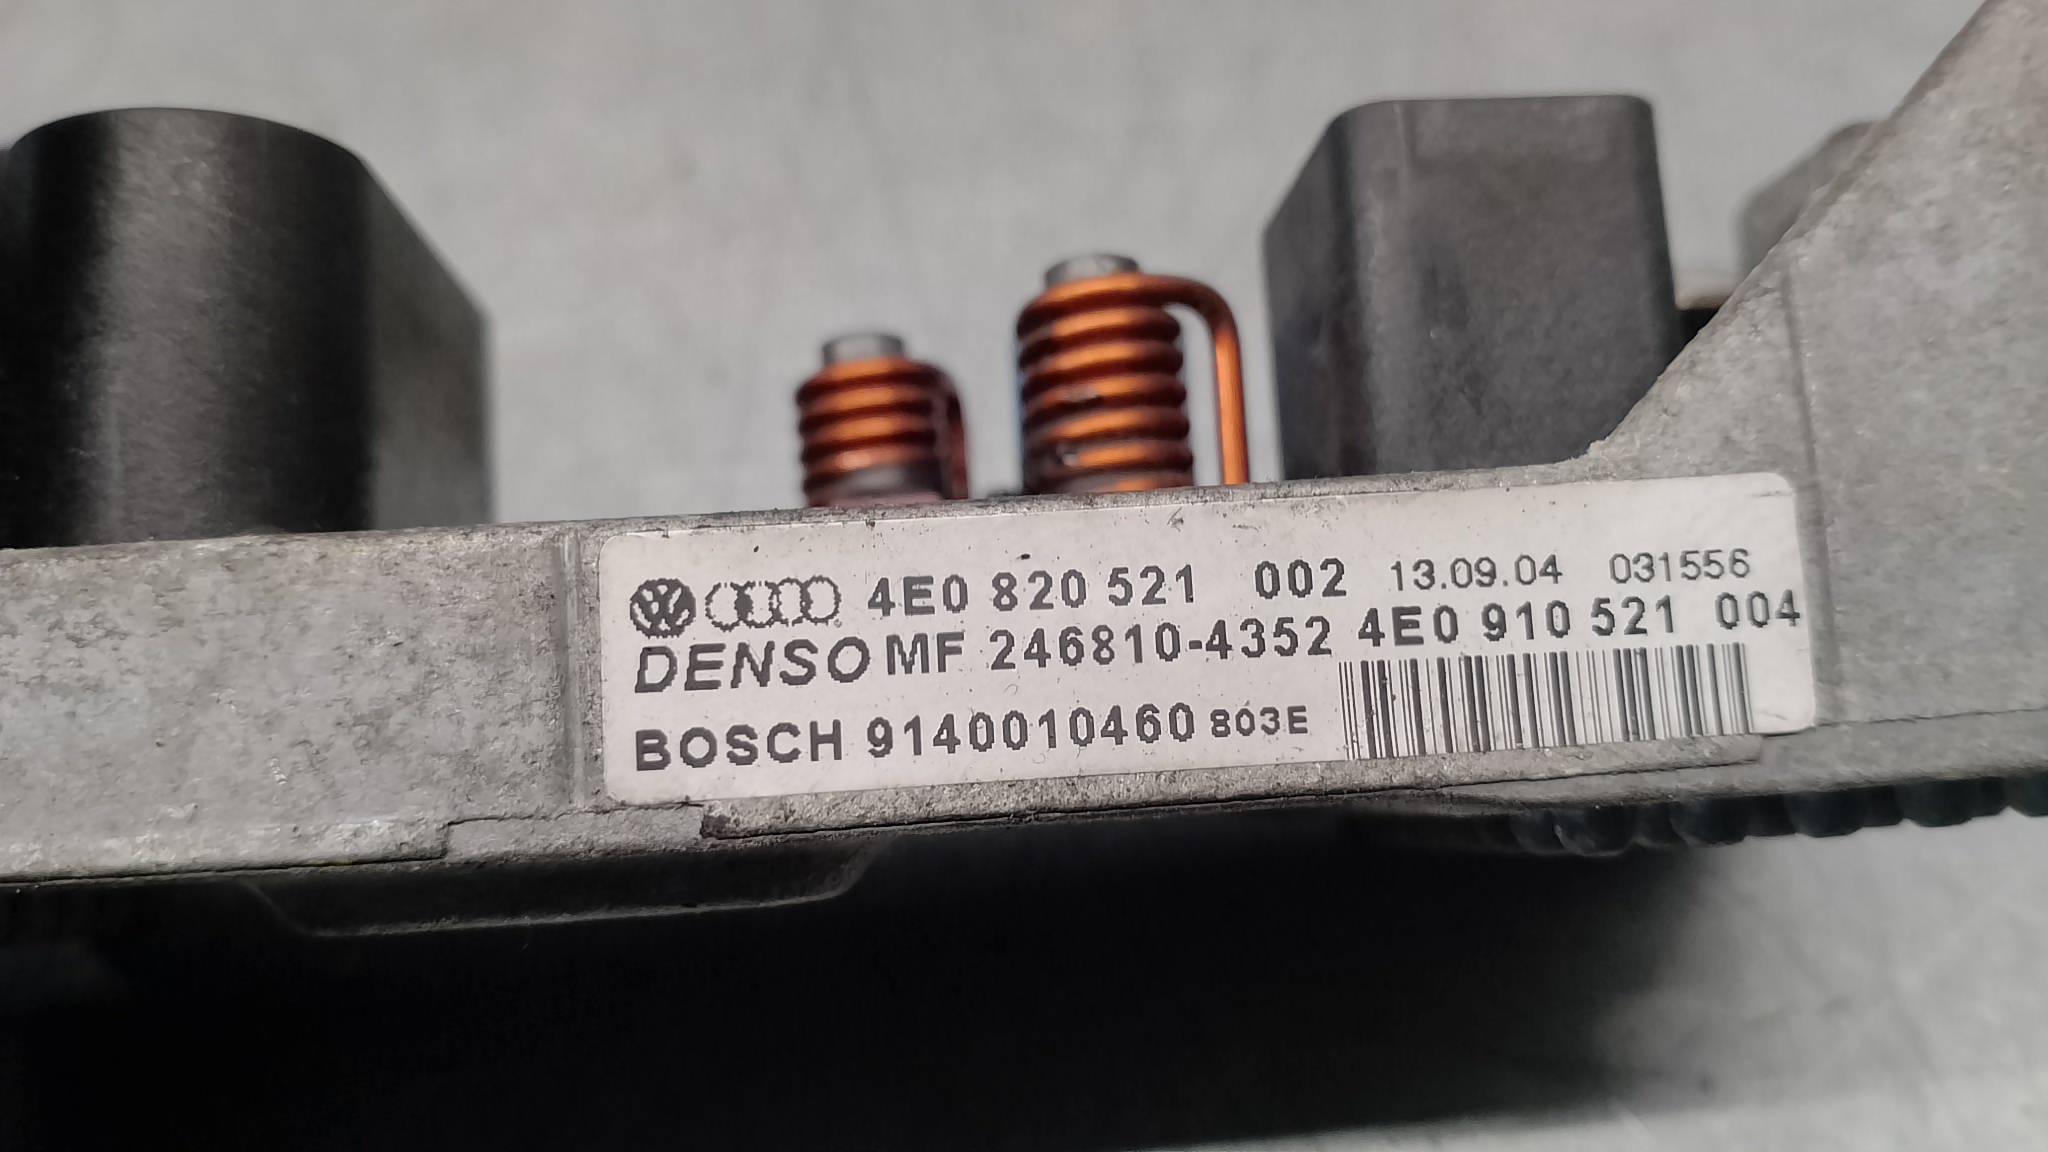 4E0 820 521 002 13.09.04 031556
DENSO MF 246810-4352 4E0 910 521 004
BOSCH 9140010460 803E